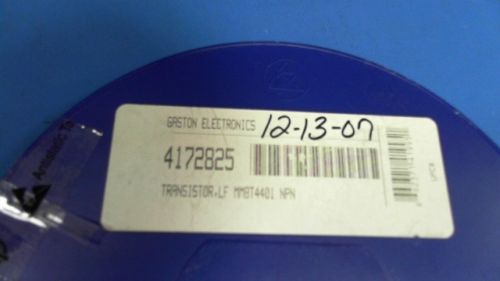 GASTON ELECTRONICS 12-13-07
4172825
TRANSISTOR,LF MMBT4401 NPN